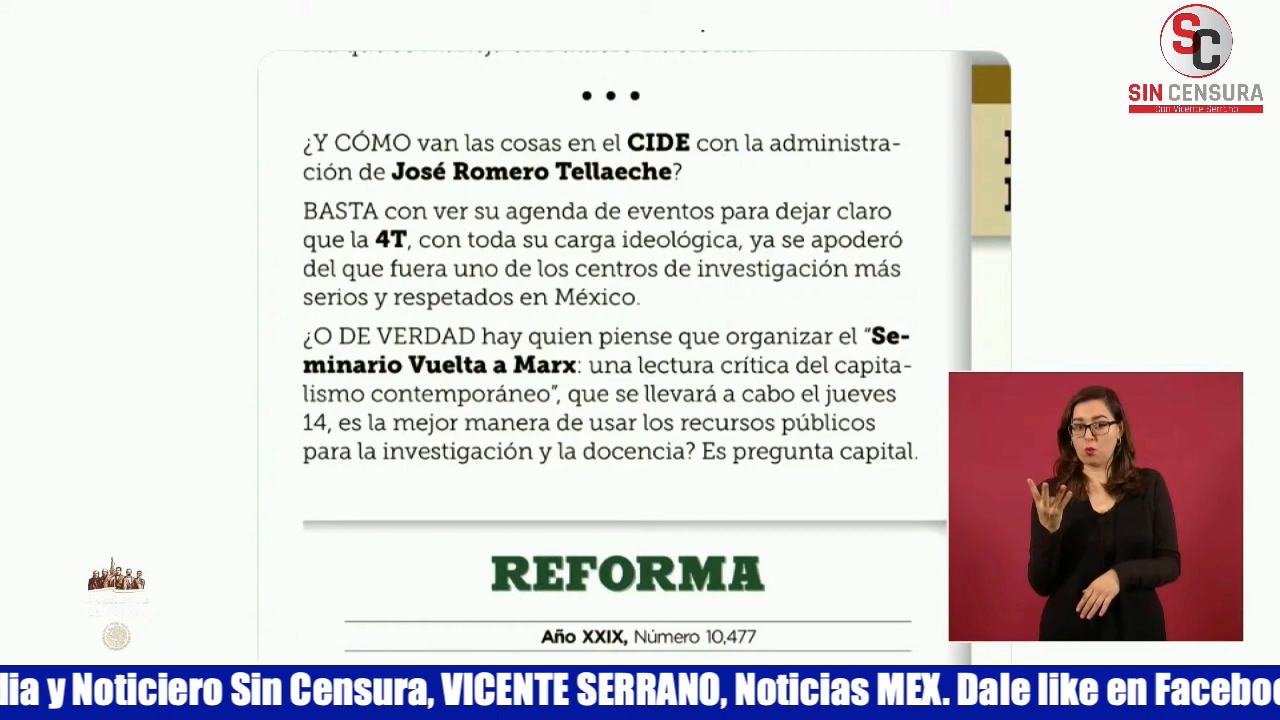 SC
SIN CENSURA
Con Vicente Serrano
• • •
¿Y CÓMO van las cosas en el CIDE con la administra-
ción de José Romero Tellaeche?
BASTA con ver su agenda de eventos para dejar claro
que la 4T, con toda su carga ideológica, ya se apoderó
del que fuera uno de los centros de investigación más
serios y respetados en México.
¿O DE VERDAD hay quien piense que organizar el “Se-
minario Vuelta a Marx: una lectura crítica del capita-
lismo contemporáneo”, que se llevará a cabo el jueves
14, es la mejor manera de usar los recursos públicos
para la investigación y la docencia? Es pregunta capital.
REFORMA
Año XXIX, Número 10,477
dia y Noticiero Sin Censura, VICENTE SERRANO, Noticias MEX. Dale like en Faceboo